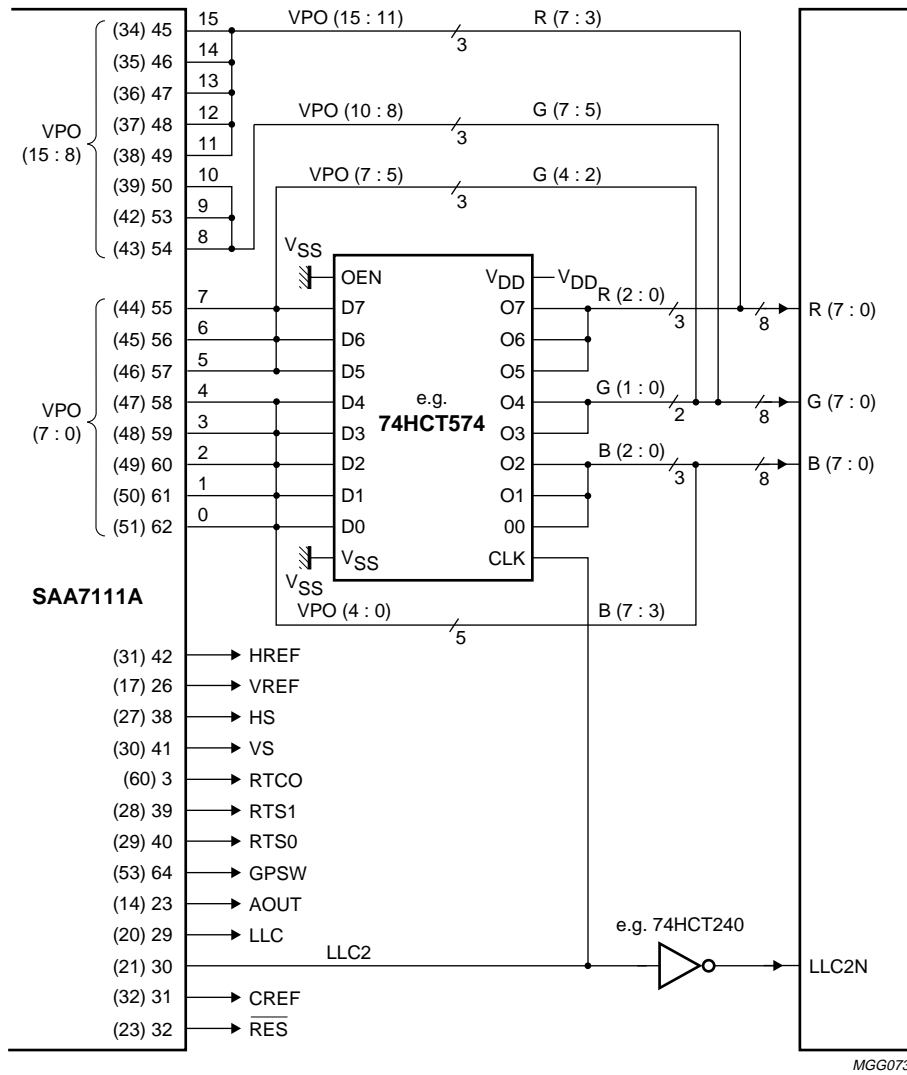 (34) 45 15 VPO (15 : 11) 3 R (7 : 3)
(35) 46 14
(36) 47 13
(37) 48 12 VPO (10 : 8) 3 G (7 : 5)
VPO
(15 : 8)
(38) 49 11
(39) 50 10 VPO (7 : 5) 3 G (4 : 2)
(42) 53 9
(43) 54 8
VSS OEN VDD VDD
(44) 55 7 D7 O7 R (2 : 0) 3 8 R (7 : 0)
(45) 56 6 D6 O6
(46) 57 5 D5 O5
(47) 58 4 D4 e.g. O4 G (1 : 0) 2 8 G (7 : 0)
VPO
(7 : 0)
74HCT574
(48) 59 3 D3 O3
(49) 60 2 D2 O2 B (2 : 0) 3 8 B (7 : 0)
(50) 61 1 D1 O1
(51) 62 0 D0 00
VSS VSS CLK
SAA7111A
VPO (4 : 0) 5 B (7 : 3)
(31) 42 HREF
(17) 26 VREF
(27) 38 HS
(30) 41 VS
(60) 3 RTCO
(28) 39 RTS1
(29) 40 RTS0
(53) 64 GPSW
(14) 23 AOUT
(20) 29 LLC
e.g. 74HCT240
(21) 30 LLC2 LLC2N
(32) 31 CREF
(23) 32 RES
MGG073